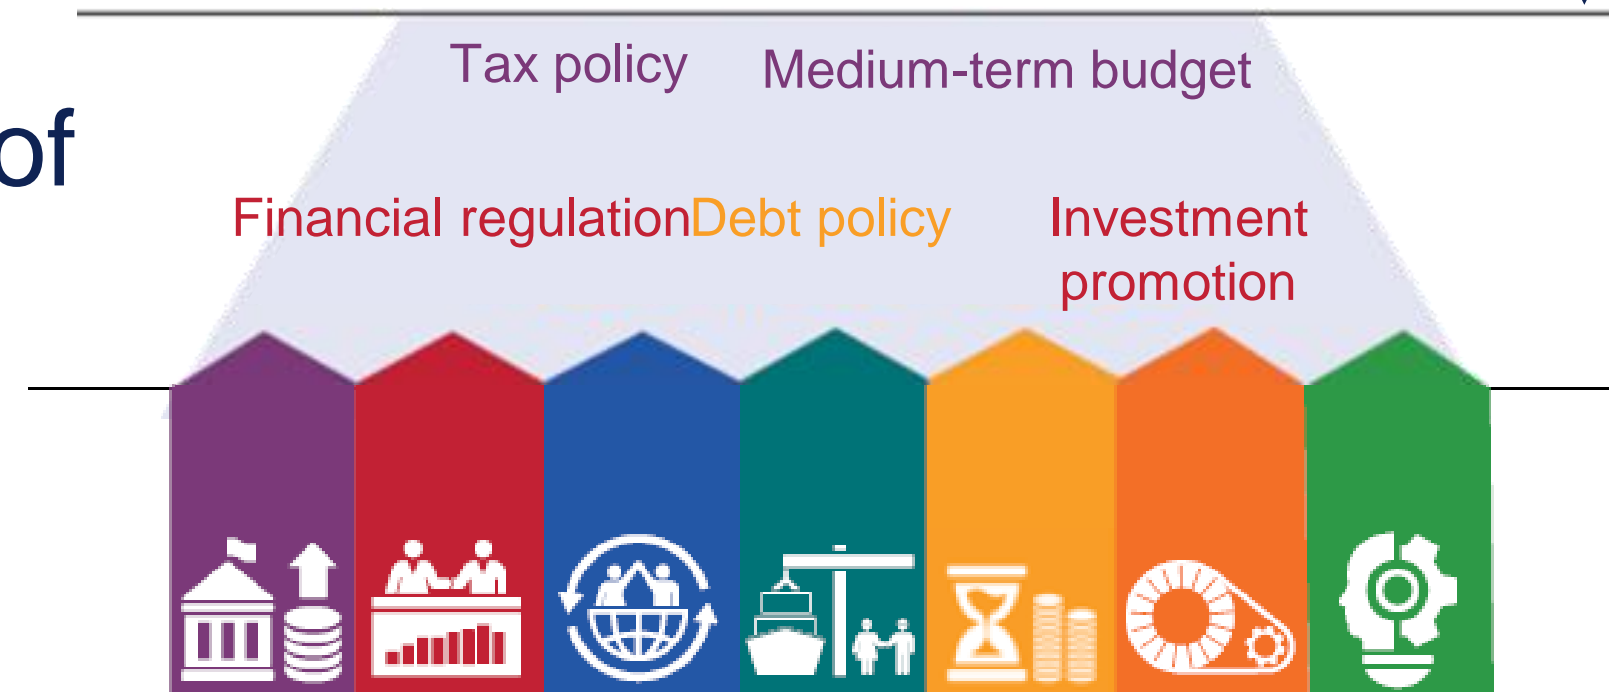 of
Tax policy
Medium-term budget
Financial regulation
Debt policy
Investment
promotion